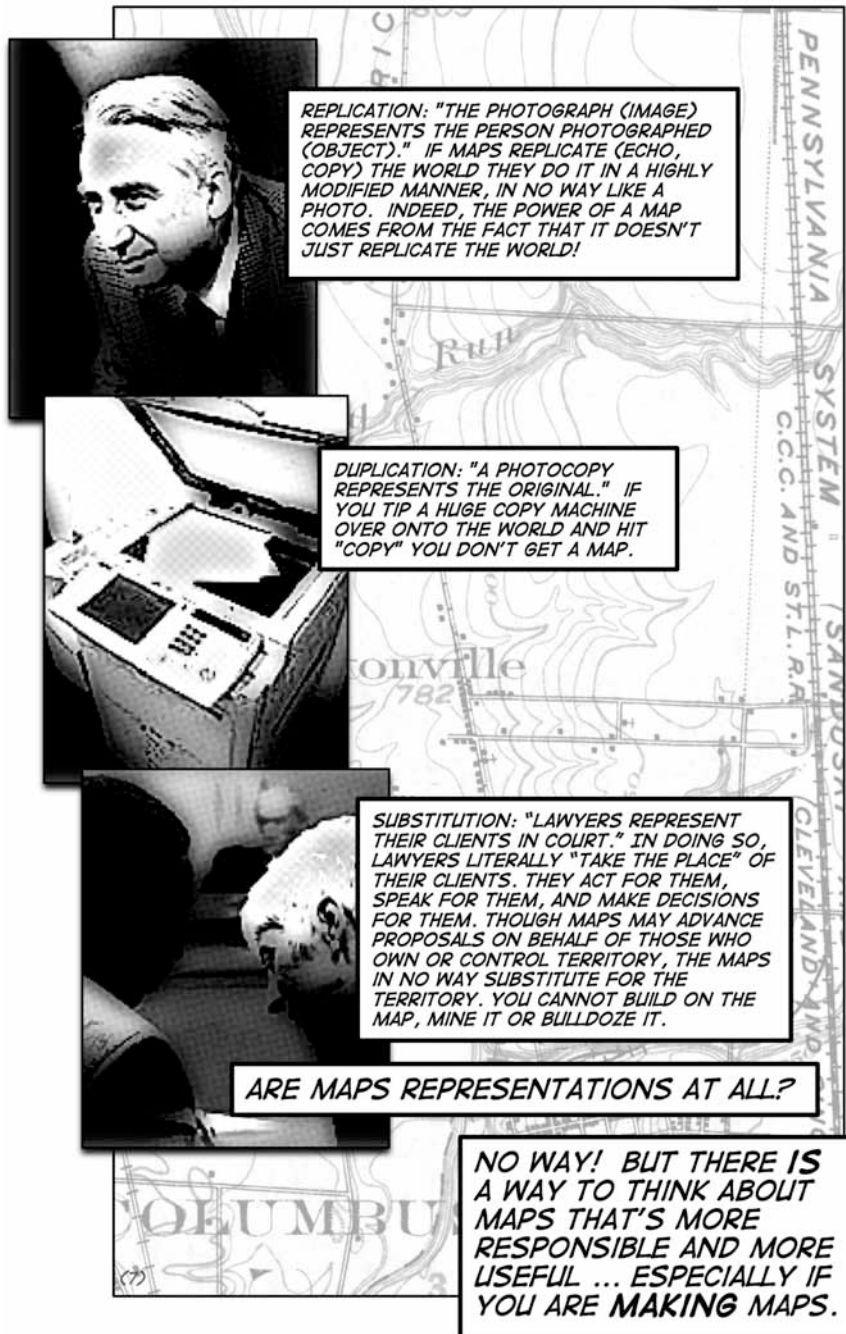 805
RIC
PENNSYLVANIA SYSTEM (SANDUSKY
C.C.C. AND ST.L. R.R.
(CLEVELAND AND
REPLICATION: "THE PHOTOGRAPH (IMAGE)
REPRESENTS THE PERSON PHOTOGRAPHED
(OBJECT)." IF MAPS REPLICATE (ECHO,
COPY) THE WORLD THEY DO IT IN A HIGHLY
MODIFIED MANNER, IN NO WAY LIKE A
PHOTO. INDEED, THE POWER OF A MAP
COMES FROM THE FACT THAT IT DOESN'T
JUST REPLICATE THE WORLD!
Run
DUPLICATION: "A PHOTOCOPY
REPRESENTS THE ORIGINAL." IF
YOU TIP A HUGE COPY MACHINE
OVER ONTO THE WORLD AND HIT
"COPY" YOU DON'T GET A MAP.
tonville
782
SUBSTITUTION: "LAWYERS REPRESENT
THEIR CLIENTS IN COURT." IN DOING SO,
LAWYERS LITERALLY "TAKE THE PLACE" OF
THEIR CLIENTS. THEY ACT FOR THEM,
SPEAK FOR THEM, AND MAKE DECISIONS
FOR THEM. THOUGH MAPS MAY ADVANCE
PROPOSALS ON BEHALF OF THOSE WHO
OWN OR CONTROL TERRITORY, THE MAPS
IN NO WAY SUBSTITUTE FOR THE
TERRITORY. YOU CANNOT BUILD ON THE
MAP, MINE IT OR BULLDOZE IT.
ARE MAPS REPRESENTATIONS AT ALL?
NO WAY! BUT THERE IS
A WAY TO THINK ABOUT
MAPS THAT'S MORE
RESPONSIBLE AND MORE
USEFUL ... ESPECIALLY IF
YOU ARE MAKING MAPS.
OLUMBUS
(7)